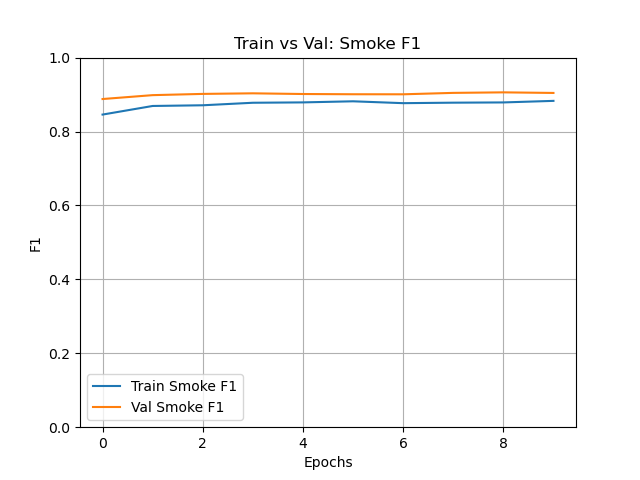 Train vs Val: Smoke F1
1.0
0.8
0.6
0.4
0.2
0.0
F1
Train Smoke F1
Val Smoke F1
0 2 4 6 8
Epochs